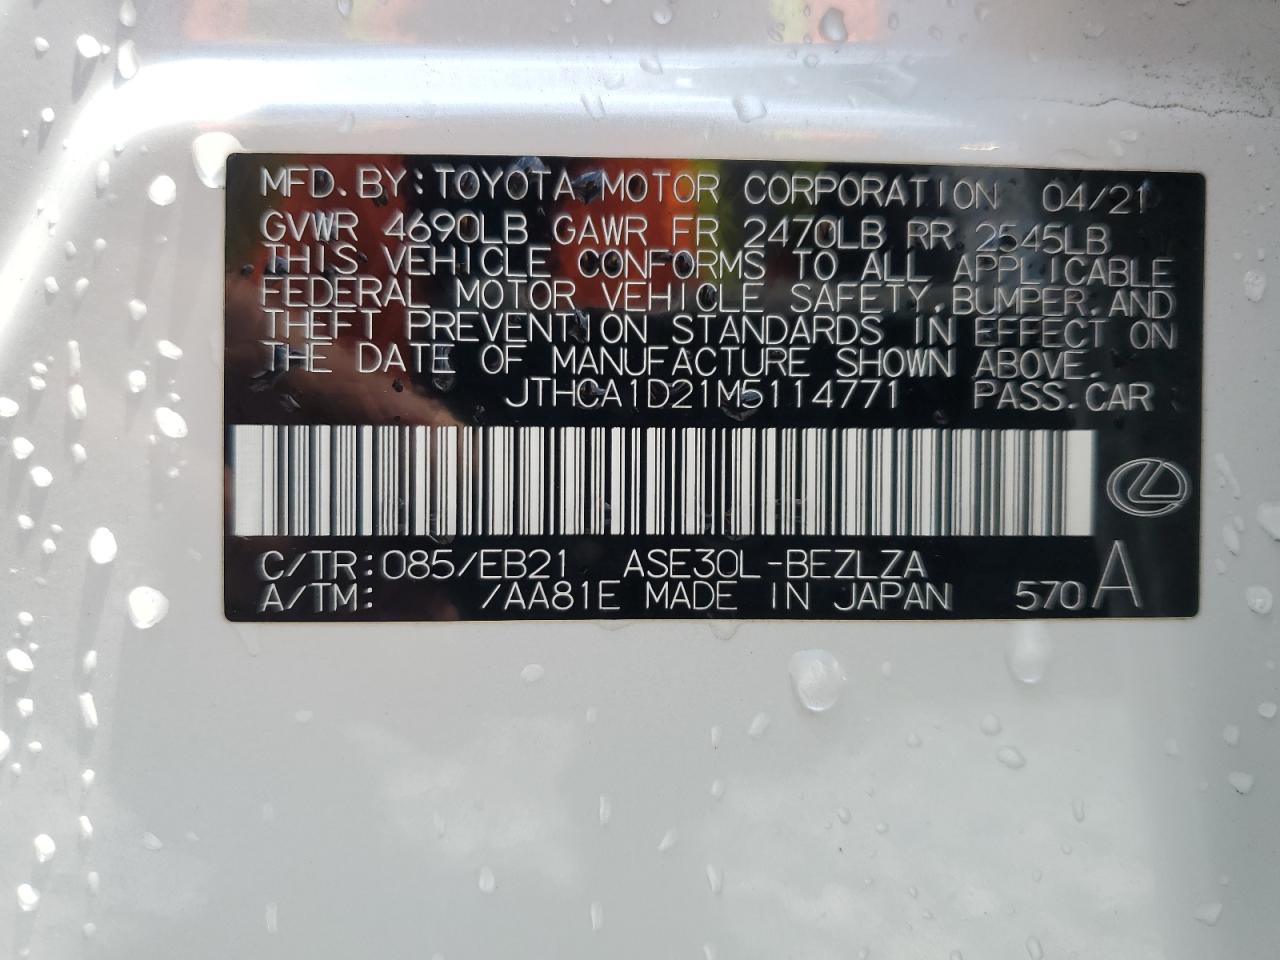 MFD.BY:TOYOTA MOTOR CORPORATION 04/21
GVWR 4690LB GAWR FR 2470LB RR 2545LB
THIS VEHICLE CONFORMS TO ALL APPLICABLE
FEDERAL MOTOR VEHICLE SAFETY,BUMPER,AND
THEFT PREVENTION STANDARDS IN EFFECT ON
THE DATE OF MANUFACTURE SHOWN ABOVE.
JTHCA1D21M5114771 PASS.CAR
C/TR:085/EB21 ASE30L-BEZLZA
A/TM: /AA81E MADE IN JAPAN 570 A